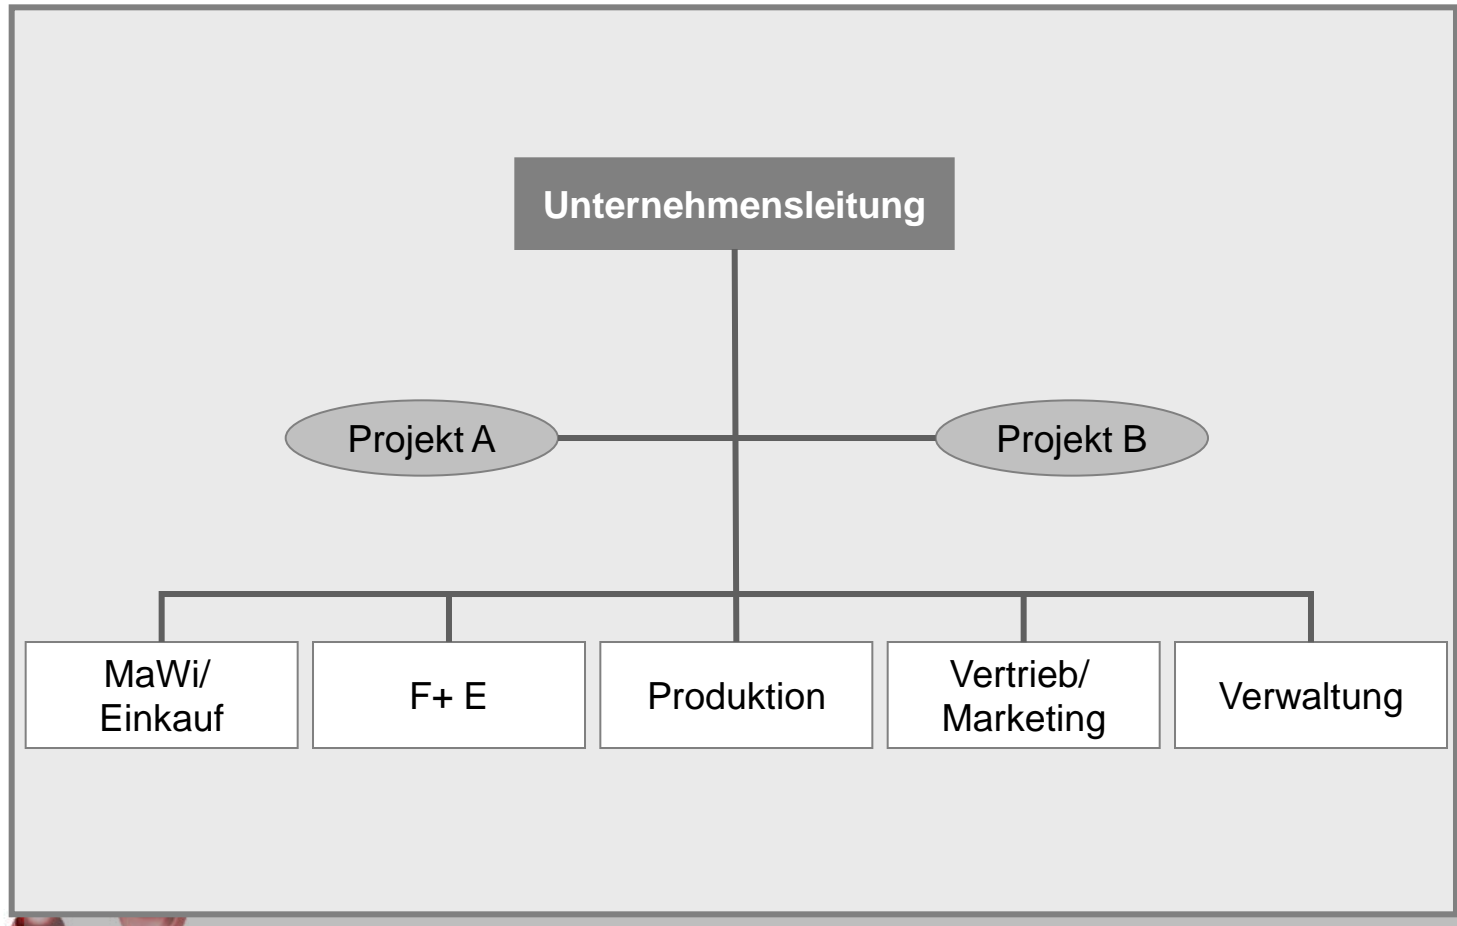 Unternehmensleitung
Projekt A
Projekt B
MaWi/
Einkauf
F+ E
Produktion
Vertrieb/
Marketing
Verwaltung